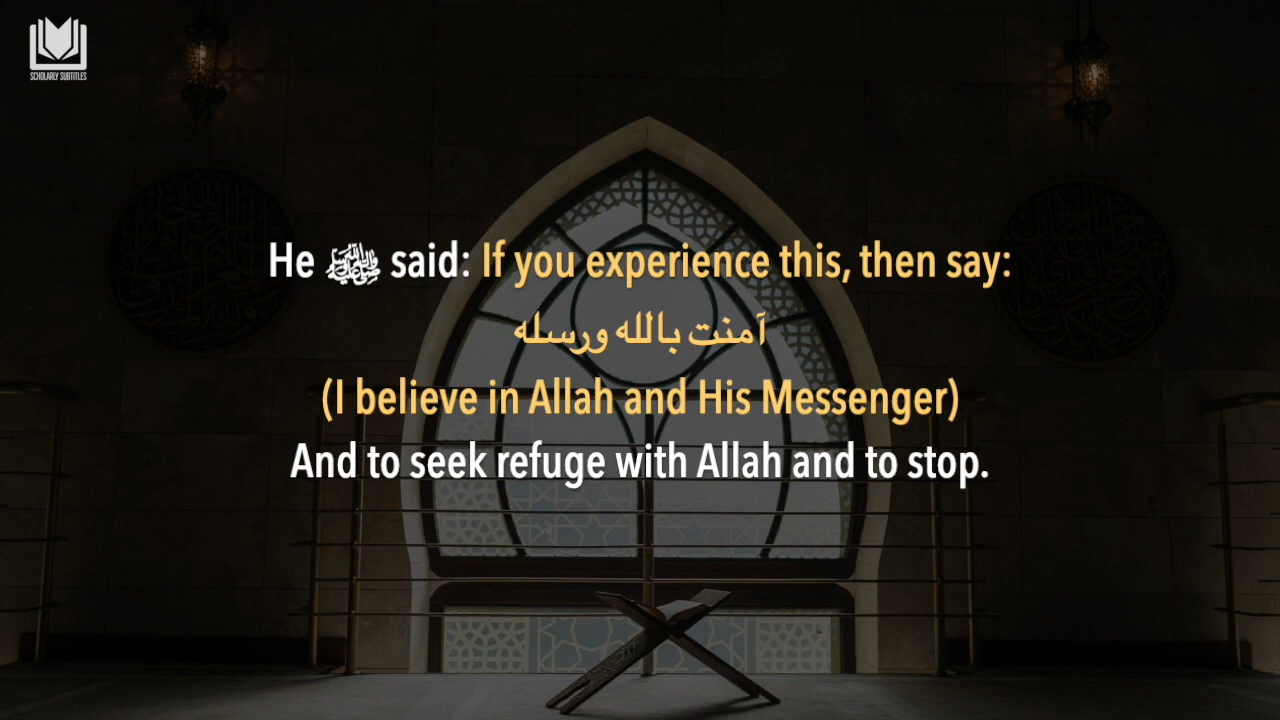 SCHOLARLY SUBTITLES
He ﷺ said: If you experience this, then say:
آمنت بالله ورسله
(I believe in Allah and His Messenger)
And to seek refuge with Allah and to stop.